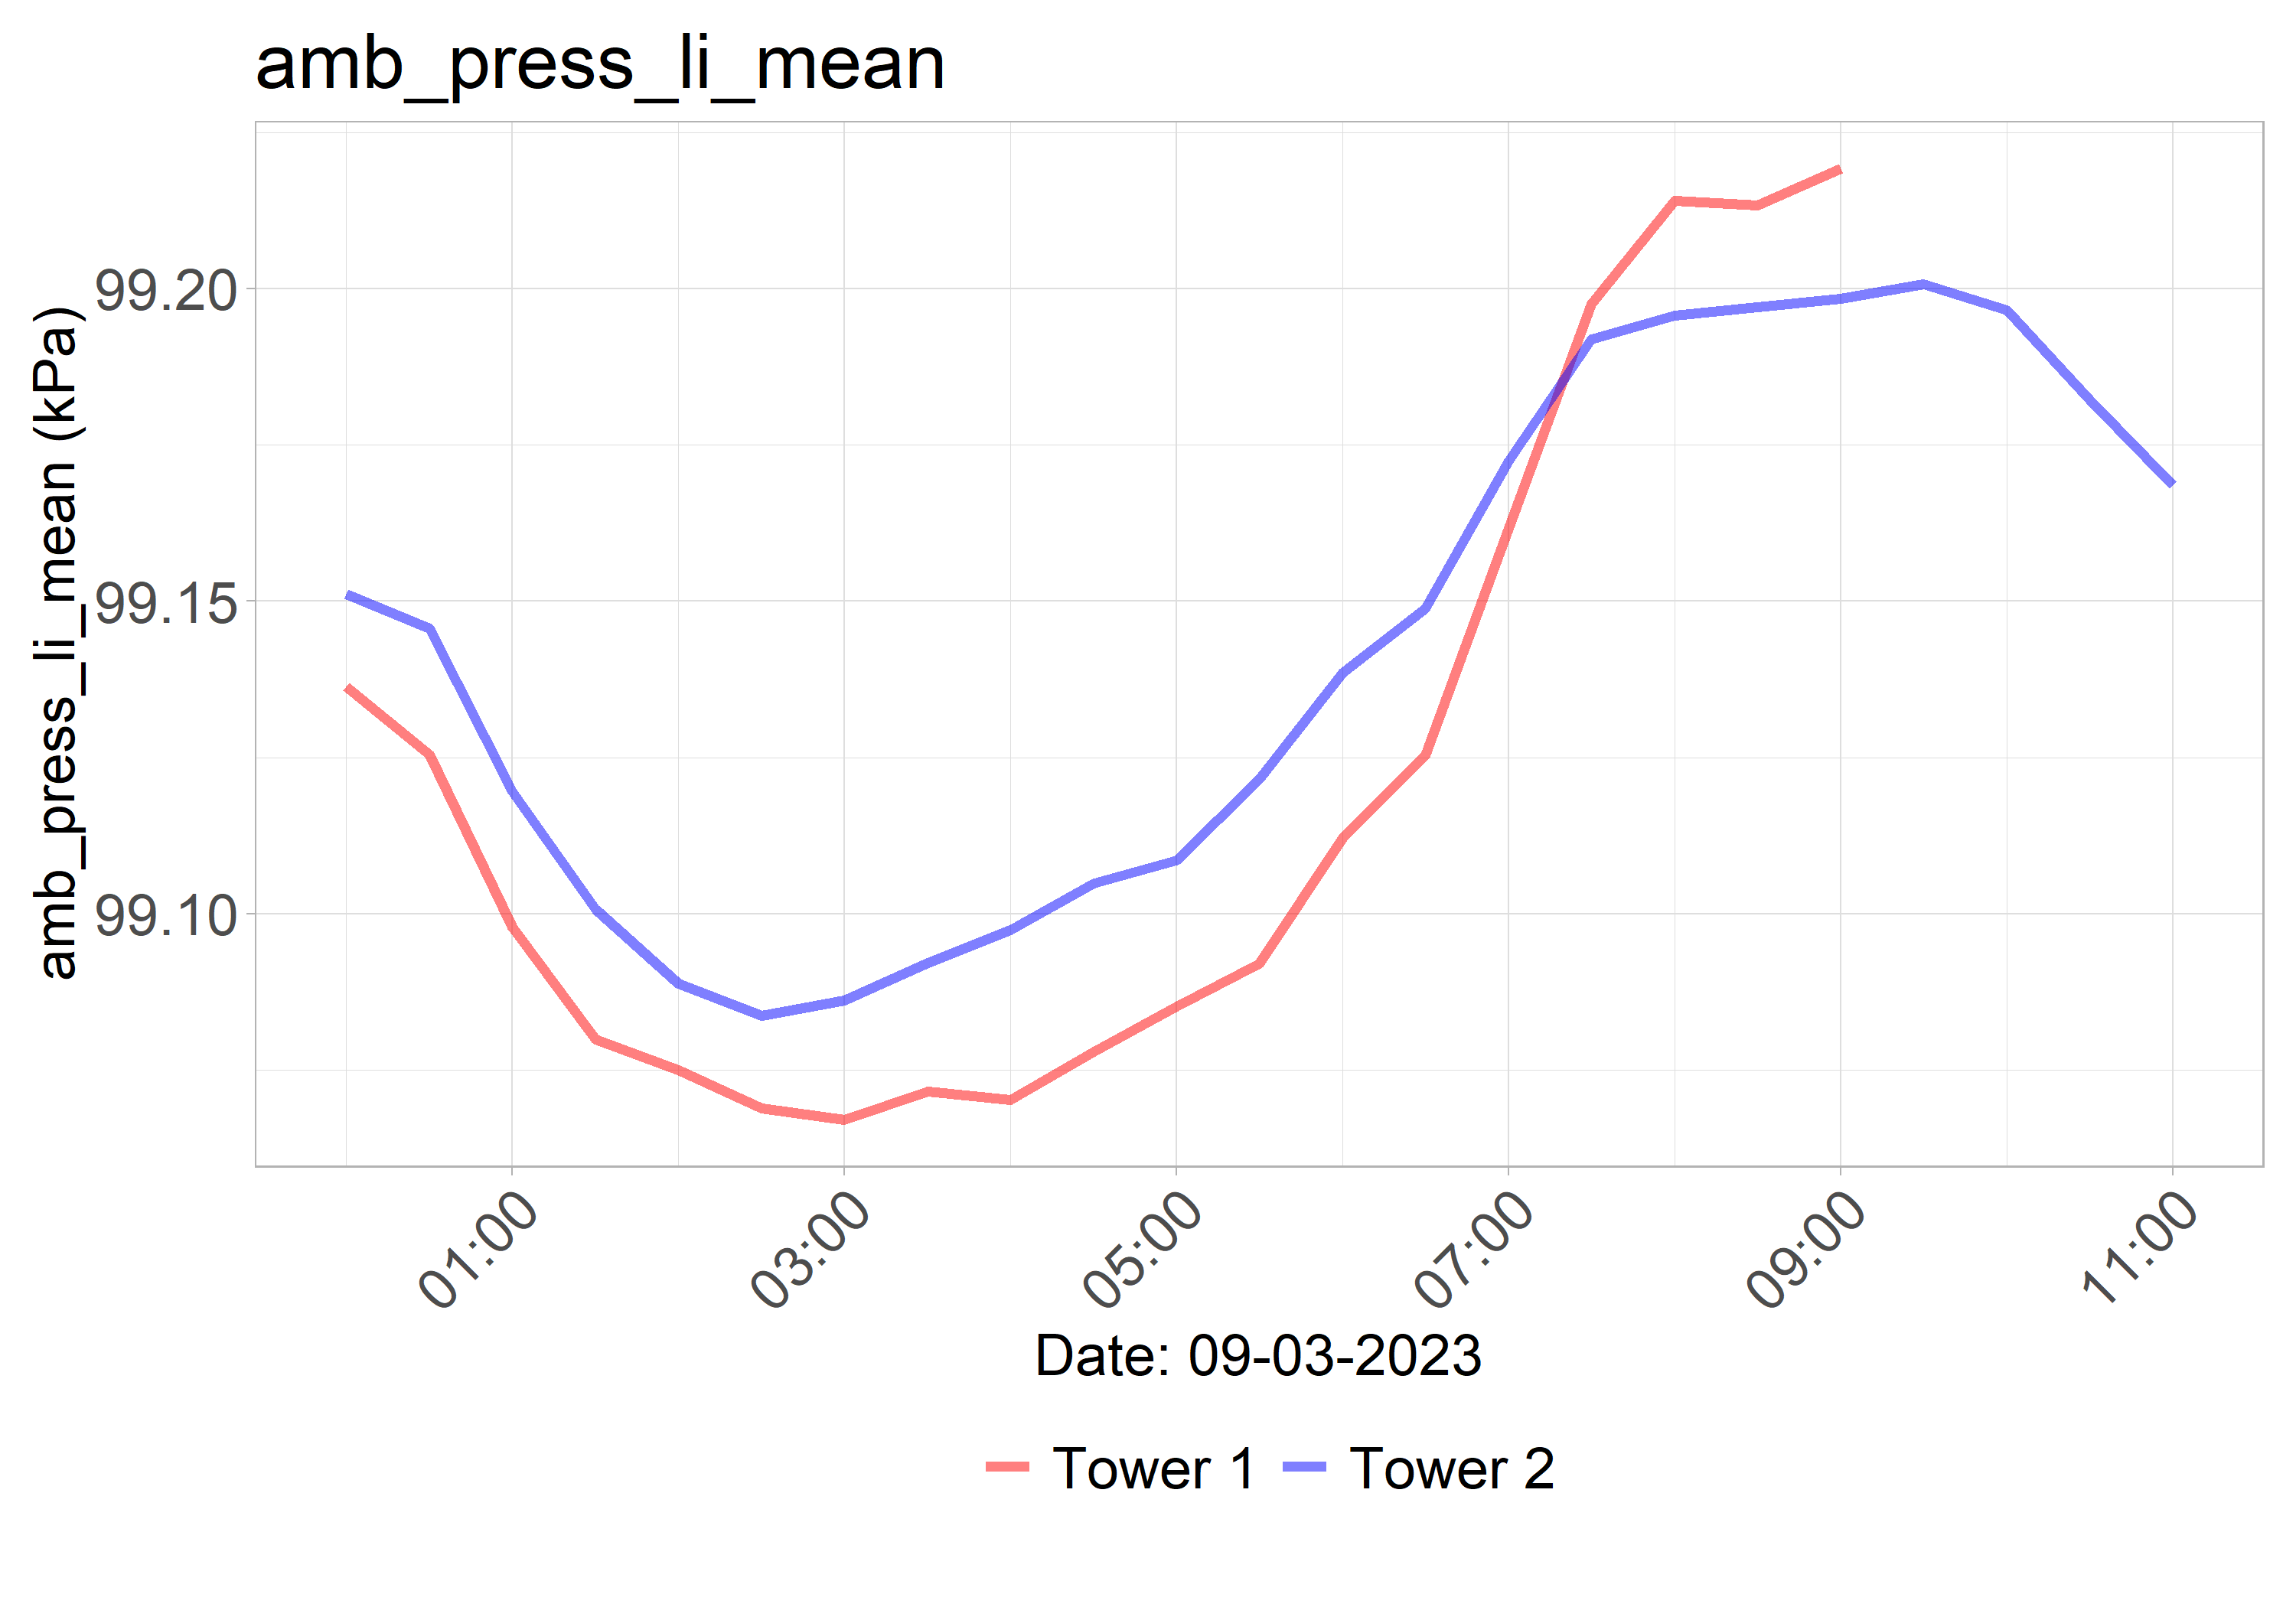 amb_press_li_mean
amb_press_li_mean (kPa)
99.20
99.15
99.10
01:00
03:00
05:00
07:00
09:00
11:00
Date: 09-03-2023
Tower 1
Tower 2